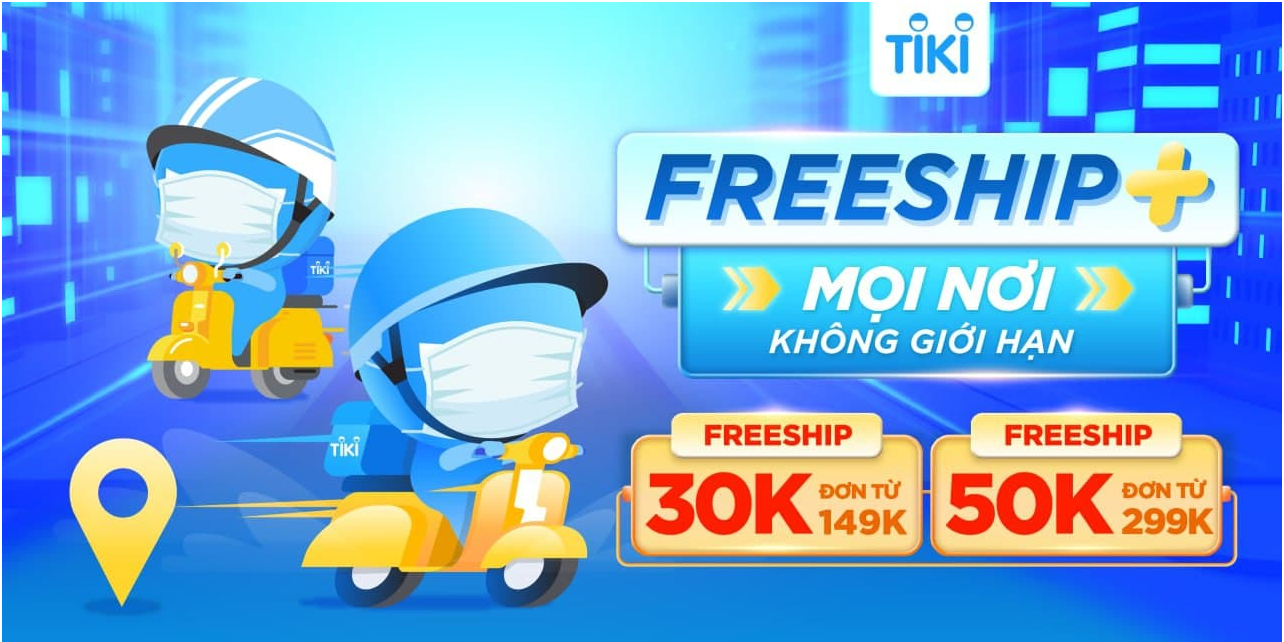 TIKI
FREESHIP+
MỌI NƠI
KHÔNG GIỚI HẠN
TIKI
TIKI
FREESHIP
30K ĐƠN TỪ
149K
FREESHIP
50K ĐƠN TỪ
299K